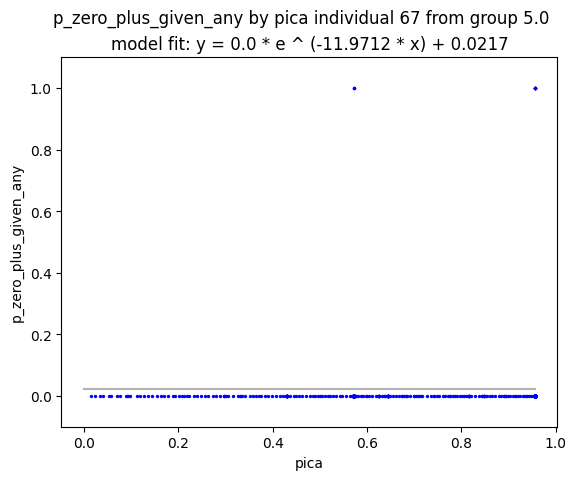 p_zero_plus_given_any by pica individual 67 from group 5.0
model fit: y = 0.0 * e ^ (-11.9712 * x) + 0.0217
p_zero_plus_given_any
1.0
0.8
0.6
0.4
0.2
0.0
0.0 0.2 0.4 0.6 0.8 1.0
pica